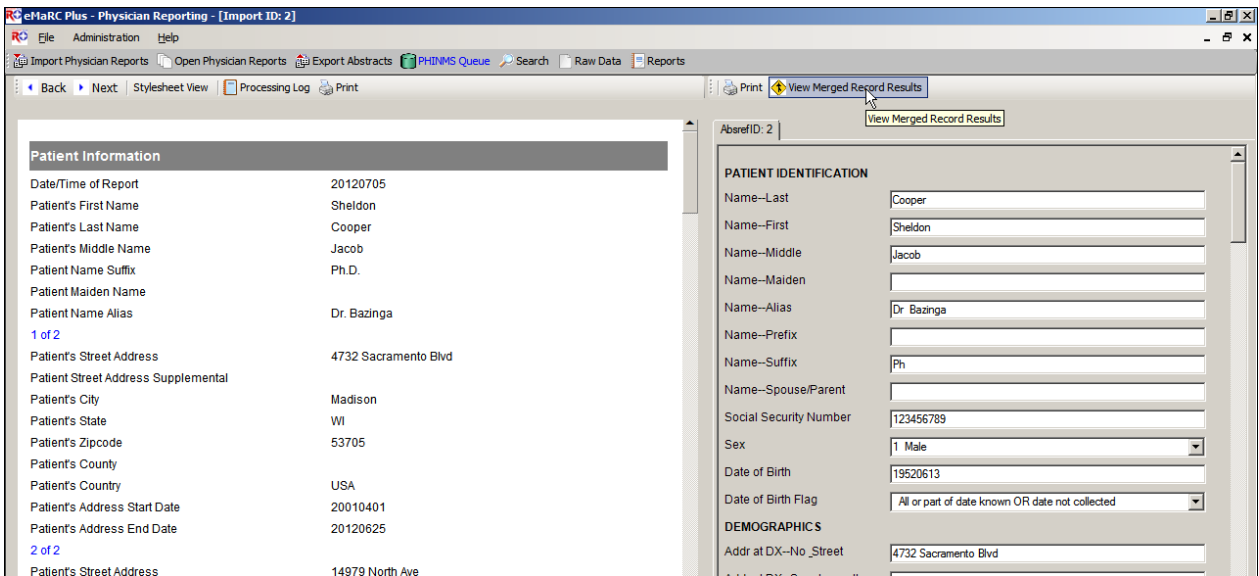 eMaRC Plus - Physician Reporting - [Import ID: 2]
File Administration Help
Import Physician Reports Open Physician Reports Export Abstracts PHINMS Queue Search Raw Data Reports
Back Next Stylesheet View Processing Log Print
Patient Information
Date/Time of Report 20120705
Patient's First Name Sheldon
Patient's Last Name Cooper
Patient's Middle Name Jacob
Patient Name Suffix Ph.D.
Patient Maiden Name
Patient Name Alias Dr. Bazinga
1 of 2
Patient's Street Address 4732 Sacramento Blvd
Patient Street Address Supplemental
Patient's City Madison
Patient's State WI
Patient's Zipcode 53705
Patient's County
Patient's Country USA
Patient's Address Start Date 20010401
Patient's Address End Date 20120625
2 of 2
Patient's Street Address 14979 North Ave
Print View Merged Record Results
View Merged Record Results
AbsrefID: 2
PATIENT IDENTIFICATION
Name--Last Cooper
Name--First Sheldon
Name--Middle Jacob
Name--Maiden
Name--Alias Dr Bazinga
Name--Prefix
Name--Suffix Ph
Name--Spouse/Parent
Social Security Number 123456789
Sex 1 Male
Date of Birth 19520613
Date of Birth Flag All or part of date known OR date not collected
DEMOGRAPHICS
Addr at DX--No_Street 4732 Sacramento Blvd